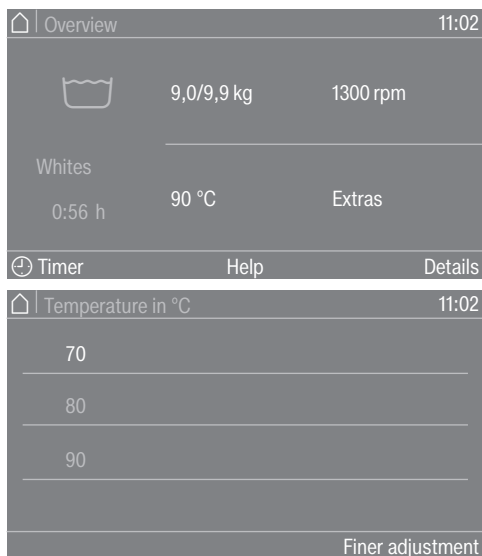 Overview 11:02
9,0/9,9 kg 1300 rpm
Whites
0:56 h
90 °C Extras
Timer Help Details
Temperature in °C 11:02
70
80
90
Finer adjustment